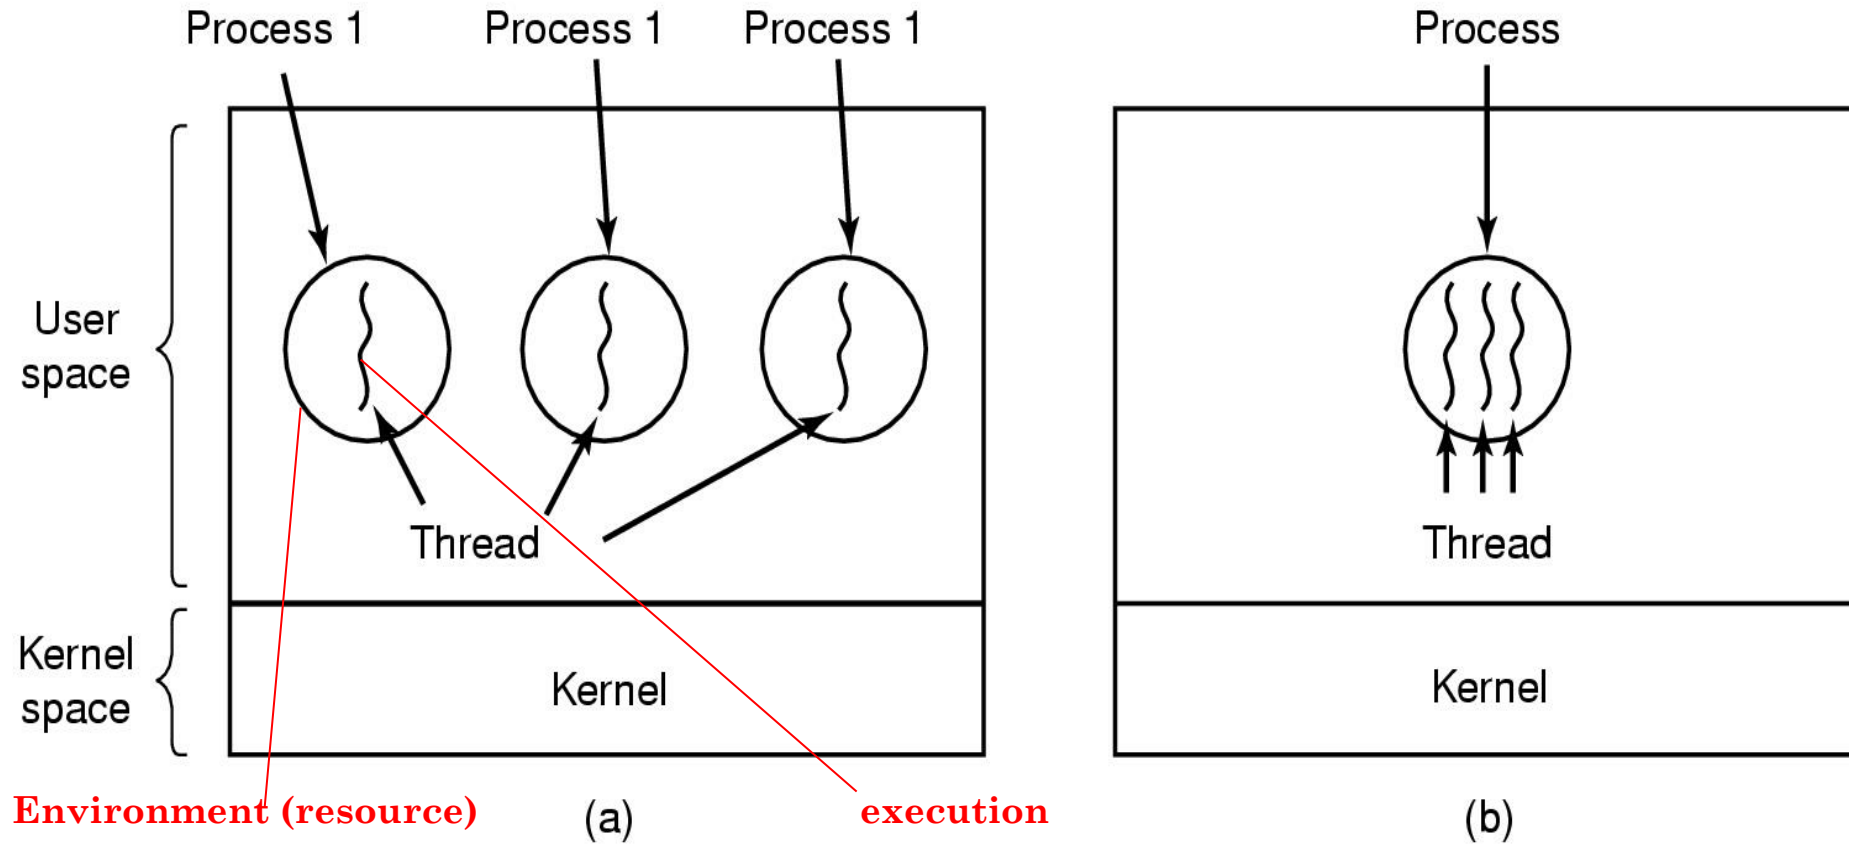 Process 1 Process 1 Process 1 Process
User
space
Thread Thread
Kernel
space
Kernel Kernel
Environment (resource) (a) execution (b)